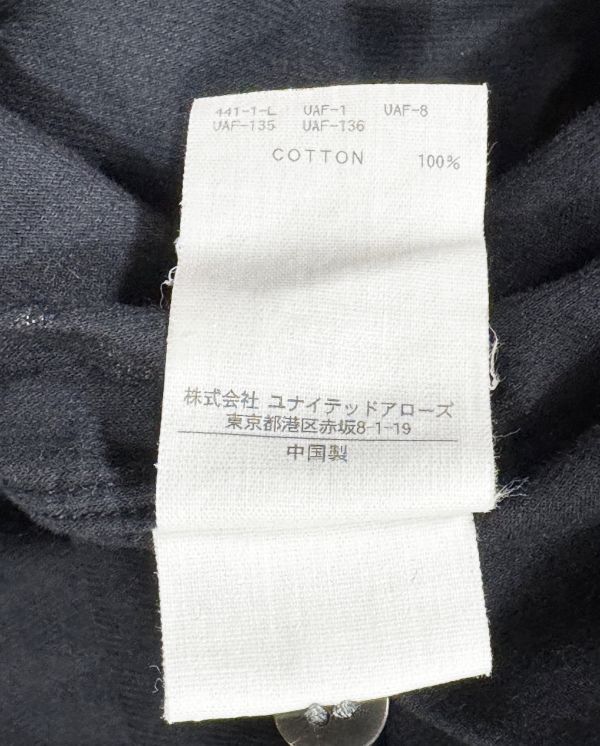 441-1-L UAF-1 UAF-8
UAF-135 UAF-136
COTTON 100%
株式会社 ユナイテッドアローズ
東京都港区赤坂8-1-19
中国製